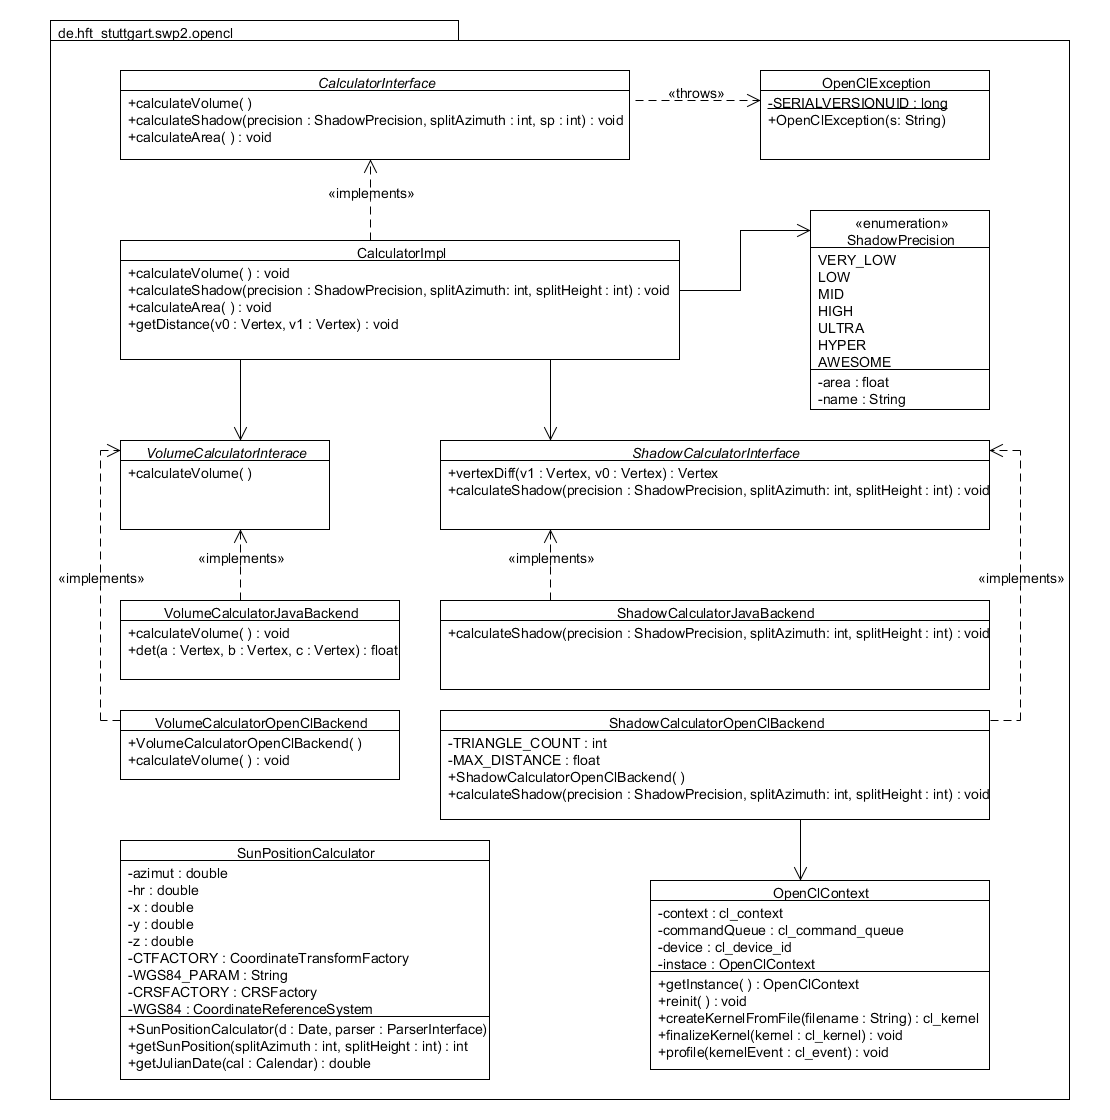 de.hft_stuttgart.swp2.opencl
CalculatorInterface
+calculateVolume( )
+calculateShadow(precision : ShadowPrecision, splitAzimuth : int, sp : int) : void
+calculateArea( ) : void
«throws»
OpenClException
-SERIALVERSIONUID : long
+OpenClException(s: String)
«implements»
CalculatorImpl
+calculateVolume( ) : void
+calculateShadow(precision : ShadowPrecision, splitAzimuth: int, splitHeight : int) : void
+calculateArea( ) : void
+getDistance(v0 : Vertex, v1 : Vertex) : void
«enumeration»
ShadowPrecision
VERY_LOW
LOW
MID
HIGH
ULTRA
HYPER
AWESOME
-area : float
-name : String
VolumeCalculatorInterace
+calculateVolume( )
ShadowCalculatorInterface
+vertexDiff(v1 : Vertex, v0 : Vertex) : Vertex
+calculateShadow(precision : ShadowPrecision, splitAzimuth: int, splitHeight : int) : void
«implements»
«implements»
«implements»
«implements»
VolumeCalculatorJavaBackend
+calculateVolume( ) : void
+det(a : Vertex, b : Vertex, c : Vertex) : float
ShadowCalculatorJavaBackend
+calculateShadow(precision : ShadowPrecision, splitAzimuth: int, splitHeight : int) : void
VolumeCalculatorOpenClBackend
+VolumeCalculatorOpenClBackend( )
+calculateVolume( ) : void
ShadowCalculatorOpenClBackend
-TRIANGLE_COUNT : int
-MAX_DISTANCE : float
+ShadowCalculatorOpenClBackend( )
+calculateShadow(precision : ShadowPrecision, splitAzimuth: int, splitHeight : int) : void
SunPositionCalculator
-azimut : double
-hr : double
-x : double
-y : double
-z : double
-CTFACTORY : CoordinateTransformFactory
-WGS84_PARAM : String
-CRSFACTORY : CRSFactory
-WGS84 : CoordinateReferenceSystem
+SunPositionCalculator(d : Date, parser : ParserInterface)
+getSunPosition(splitAzimuth : int, splitHeight : int) : int
+getJulianDate(cal : Calendar) : double
OpenClContext
-context : cl_context
-commandQueue : cl_command_queue
-device : cl_device_id
-instace : OpenClContext
+getInstance( ) : OpenClContext
+reinit( ) : void
+createKernelFromFile(filename : String) : cl_kernel
+finalizeKernel(kernel : cl_kernel) : void
+profile(kernelEvent : cl_event) : void